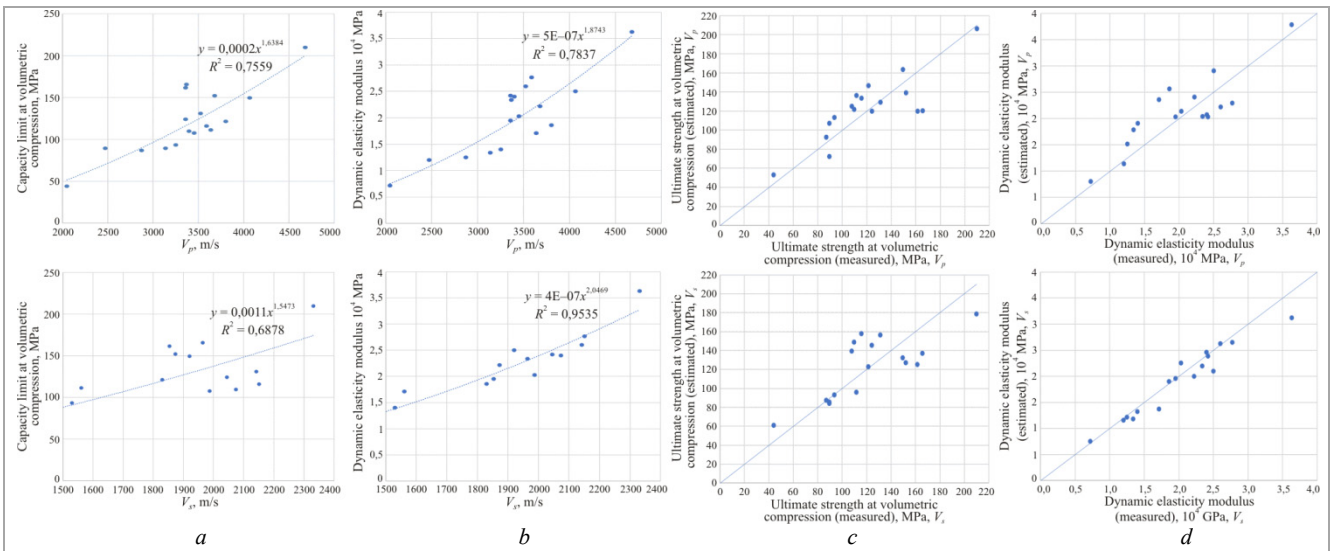 Capacity limit at volumetric
compression, MPa
250
200
150
100
50
0
y = 0,0002x^1,6384
R² = 0,7559
2000 2500 3000 3500 4000 4500 5000
Vp, m/s
Dynamic elasticity modulus 10⁴ MPa
4
3,5
3
2,5
2
1,5
1
0,5
0
y = 5E–07x^1,8743
R² = 0,7837
2000 2500 3000 3500 4000 4500 5000
Vp, m/s
Ultimate strength at volumetric
compression (estimated), MPa, Vp
220
200
180
160
140
120
100
80
60
40
20
0
0 20 40 60 80 100 120 140 160 180 200 220
Ultimate strength at volumetric
compression (measured), MPa, Vp
Dynamic elasticity modulus
(estimated), 10⁴ MPa, Vp
4
4
3
3
2
2
1
1
0
0,0 0,5 1,0 1,5 2,0 2,5 3,0 3,5 4,0
Dynamic elasticity modulus
(measured), 10⁴ MPa, Vp
Capacity limit at volumetric
compression, MPa
250
200
150
100
50
0
y = 0,0011x^1,5473
R² = 0,6878
1500 1600 1700 1800 1900 2000 2100 2200 2300 2400
Vs, m/s
Dynamic elasticity modulus 10⁴ MPa
4
3,5
3
2,5
2
1,5
1
0,5
0
y = 4E–07x^2,0469
R² = 0,9535
1500 1600 1700 1800 1900 2000 2100 2200 2300 2400
Vs, m/s
Ultimate strength at volumetric
compression (estimated), MPa, Vs
220
200
180
160
140
120
100
80
60
40
20
0
0 20 40 60 80 100 120 140 160 180 200 220
Ultimate strength at volumetric
compression (measured), MPa, Vs
Dynamic elasticity modulus
(estimated), 10⁴ MPa, Vs
4
4
3
3
2
2
1
1
0
0,0 0,5 1,0 1,5 2,0 2,5 3,0 3,5 4,0
Dynamic elasticity modulus
(measured), 10⁴ GPa, Vs
a b c d